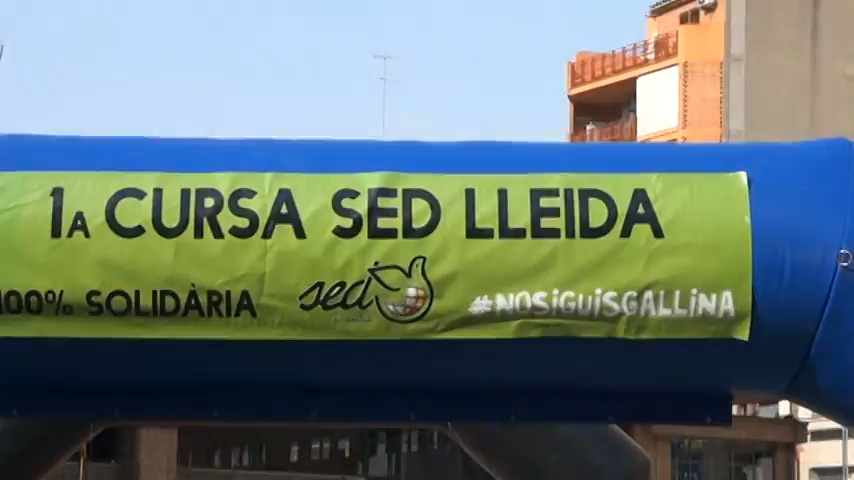 1A CURSA SED LLEIDA
100% SOLIDÀRIA sed #NOSIGUISGALLINA